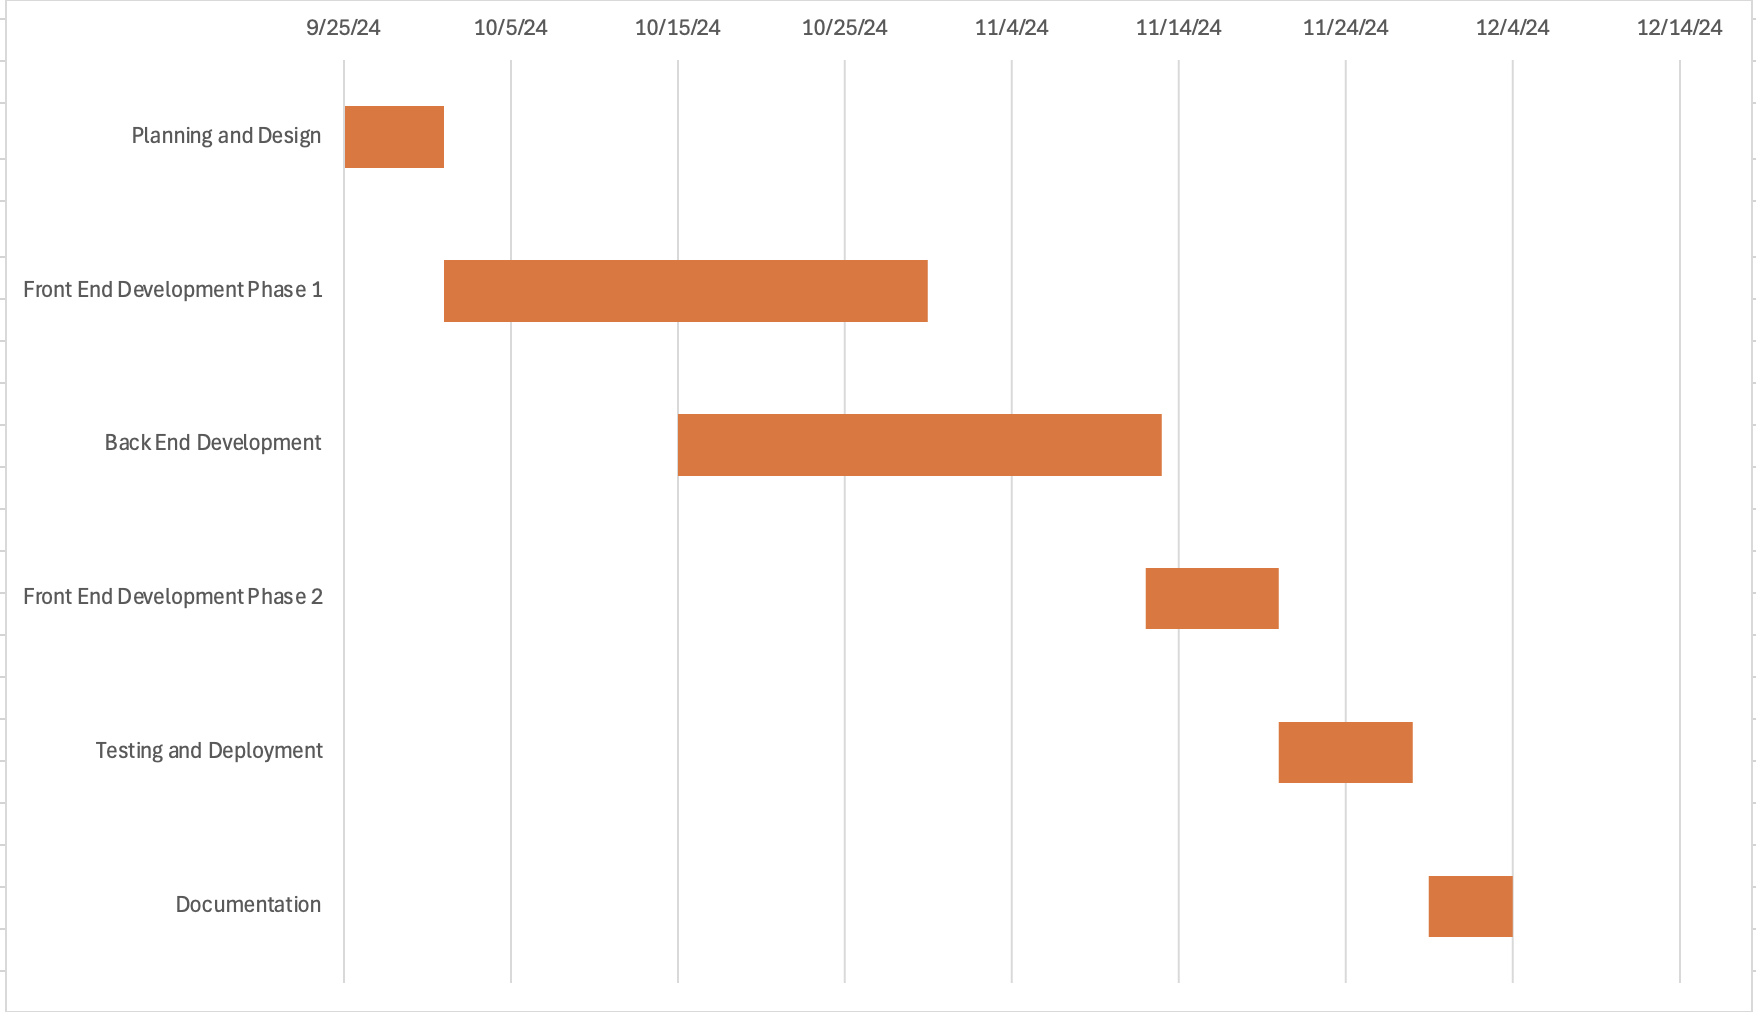 9/25/24 10/5/24 10/15/24 10/25/24 11/4/24 11/14/24 11/24/24 12/4/24 12/14/24
Planning and Design
Front End Development Phase 1
Back End Development
Front End Development Phase 2
Testing and Deployment
Documentation